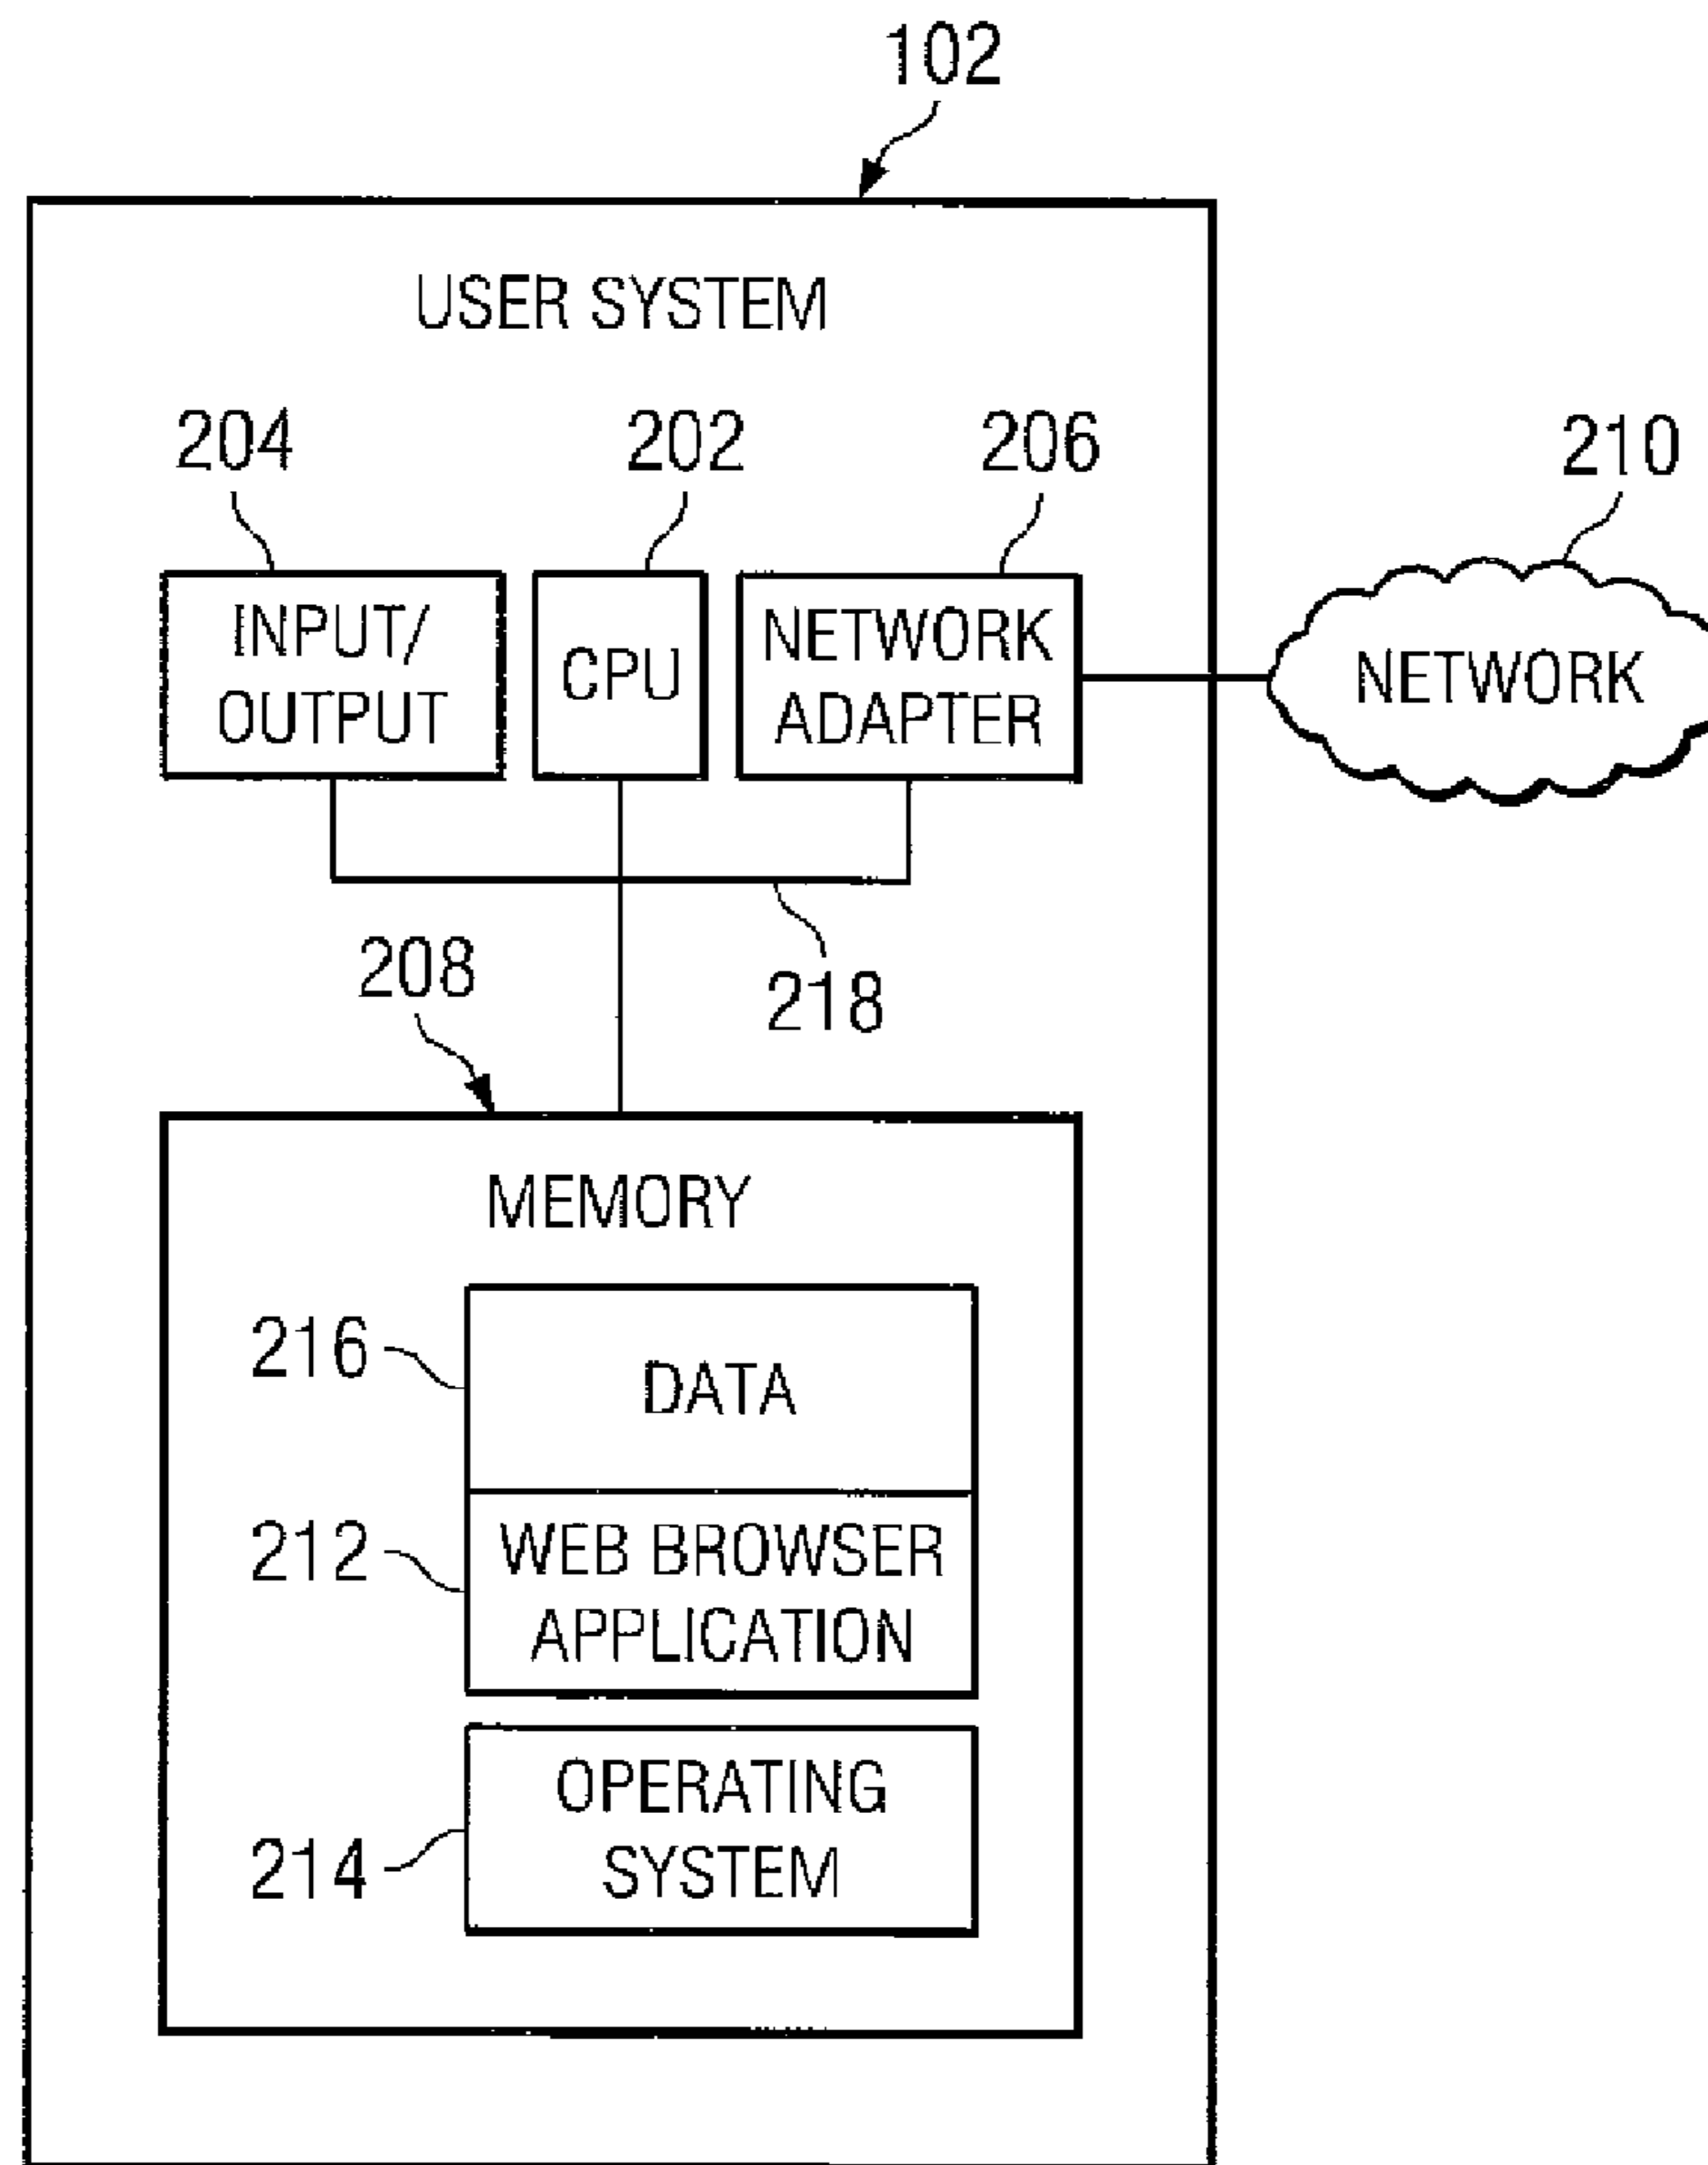 102
USER SYSTEM
204
202
206
210
INPUT/
OUTPUT
CPU
NETWORK
ADAPTER
NETWORK
208
218
MEMORY
216
DATA
212
WEB BROWSER
APPLICATION
OPERATING
SYSTEM
214